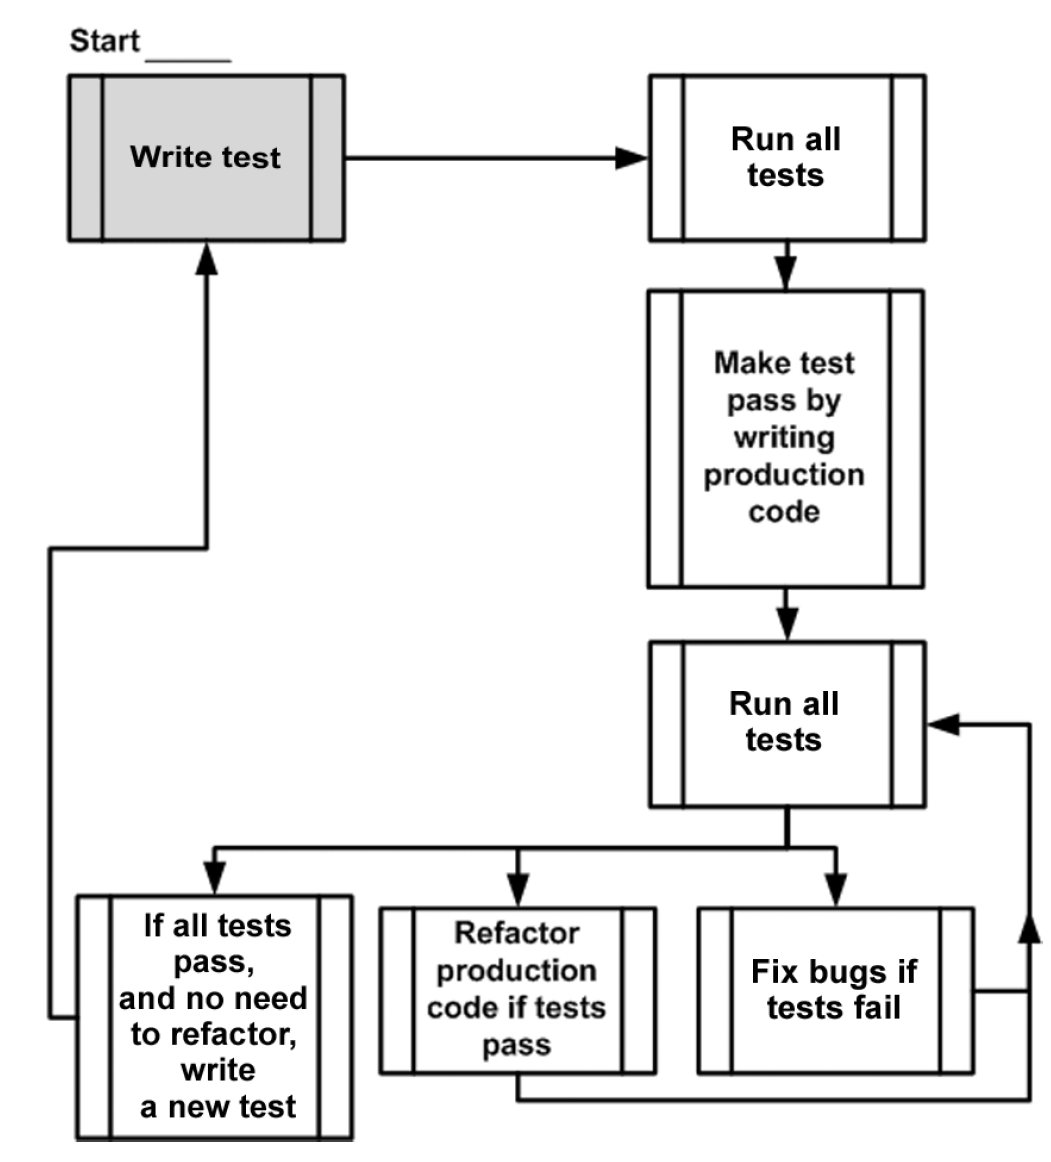 Start
Write test
Run all
tests
Make test
pass by
writing
production
code
Run all
tests
If all tests
pass,
and no need
to refactor,
write
a new test
Refactor
production
code if tests
pass
Fix bugs if
tests fail